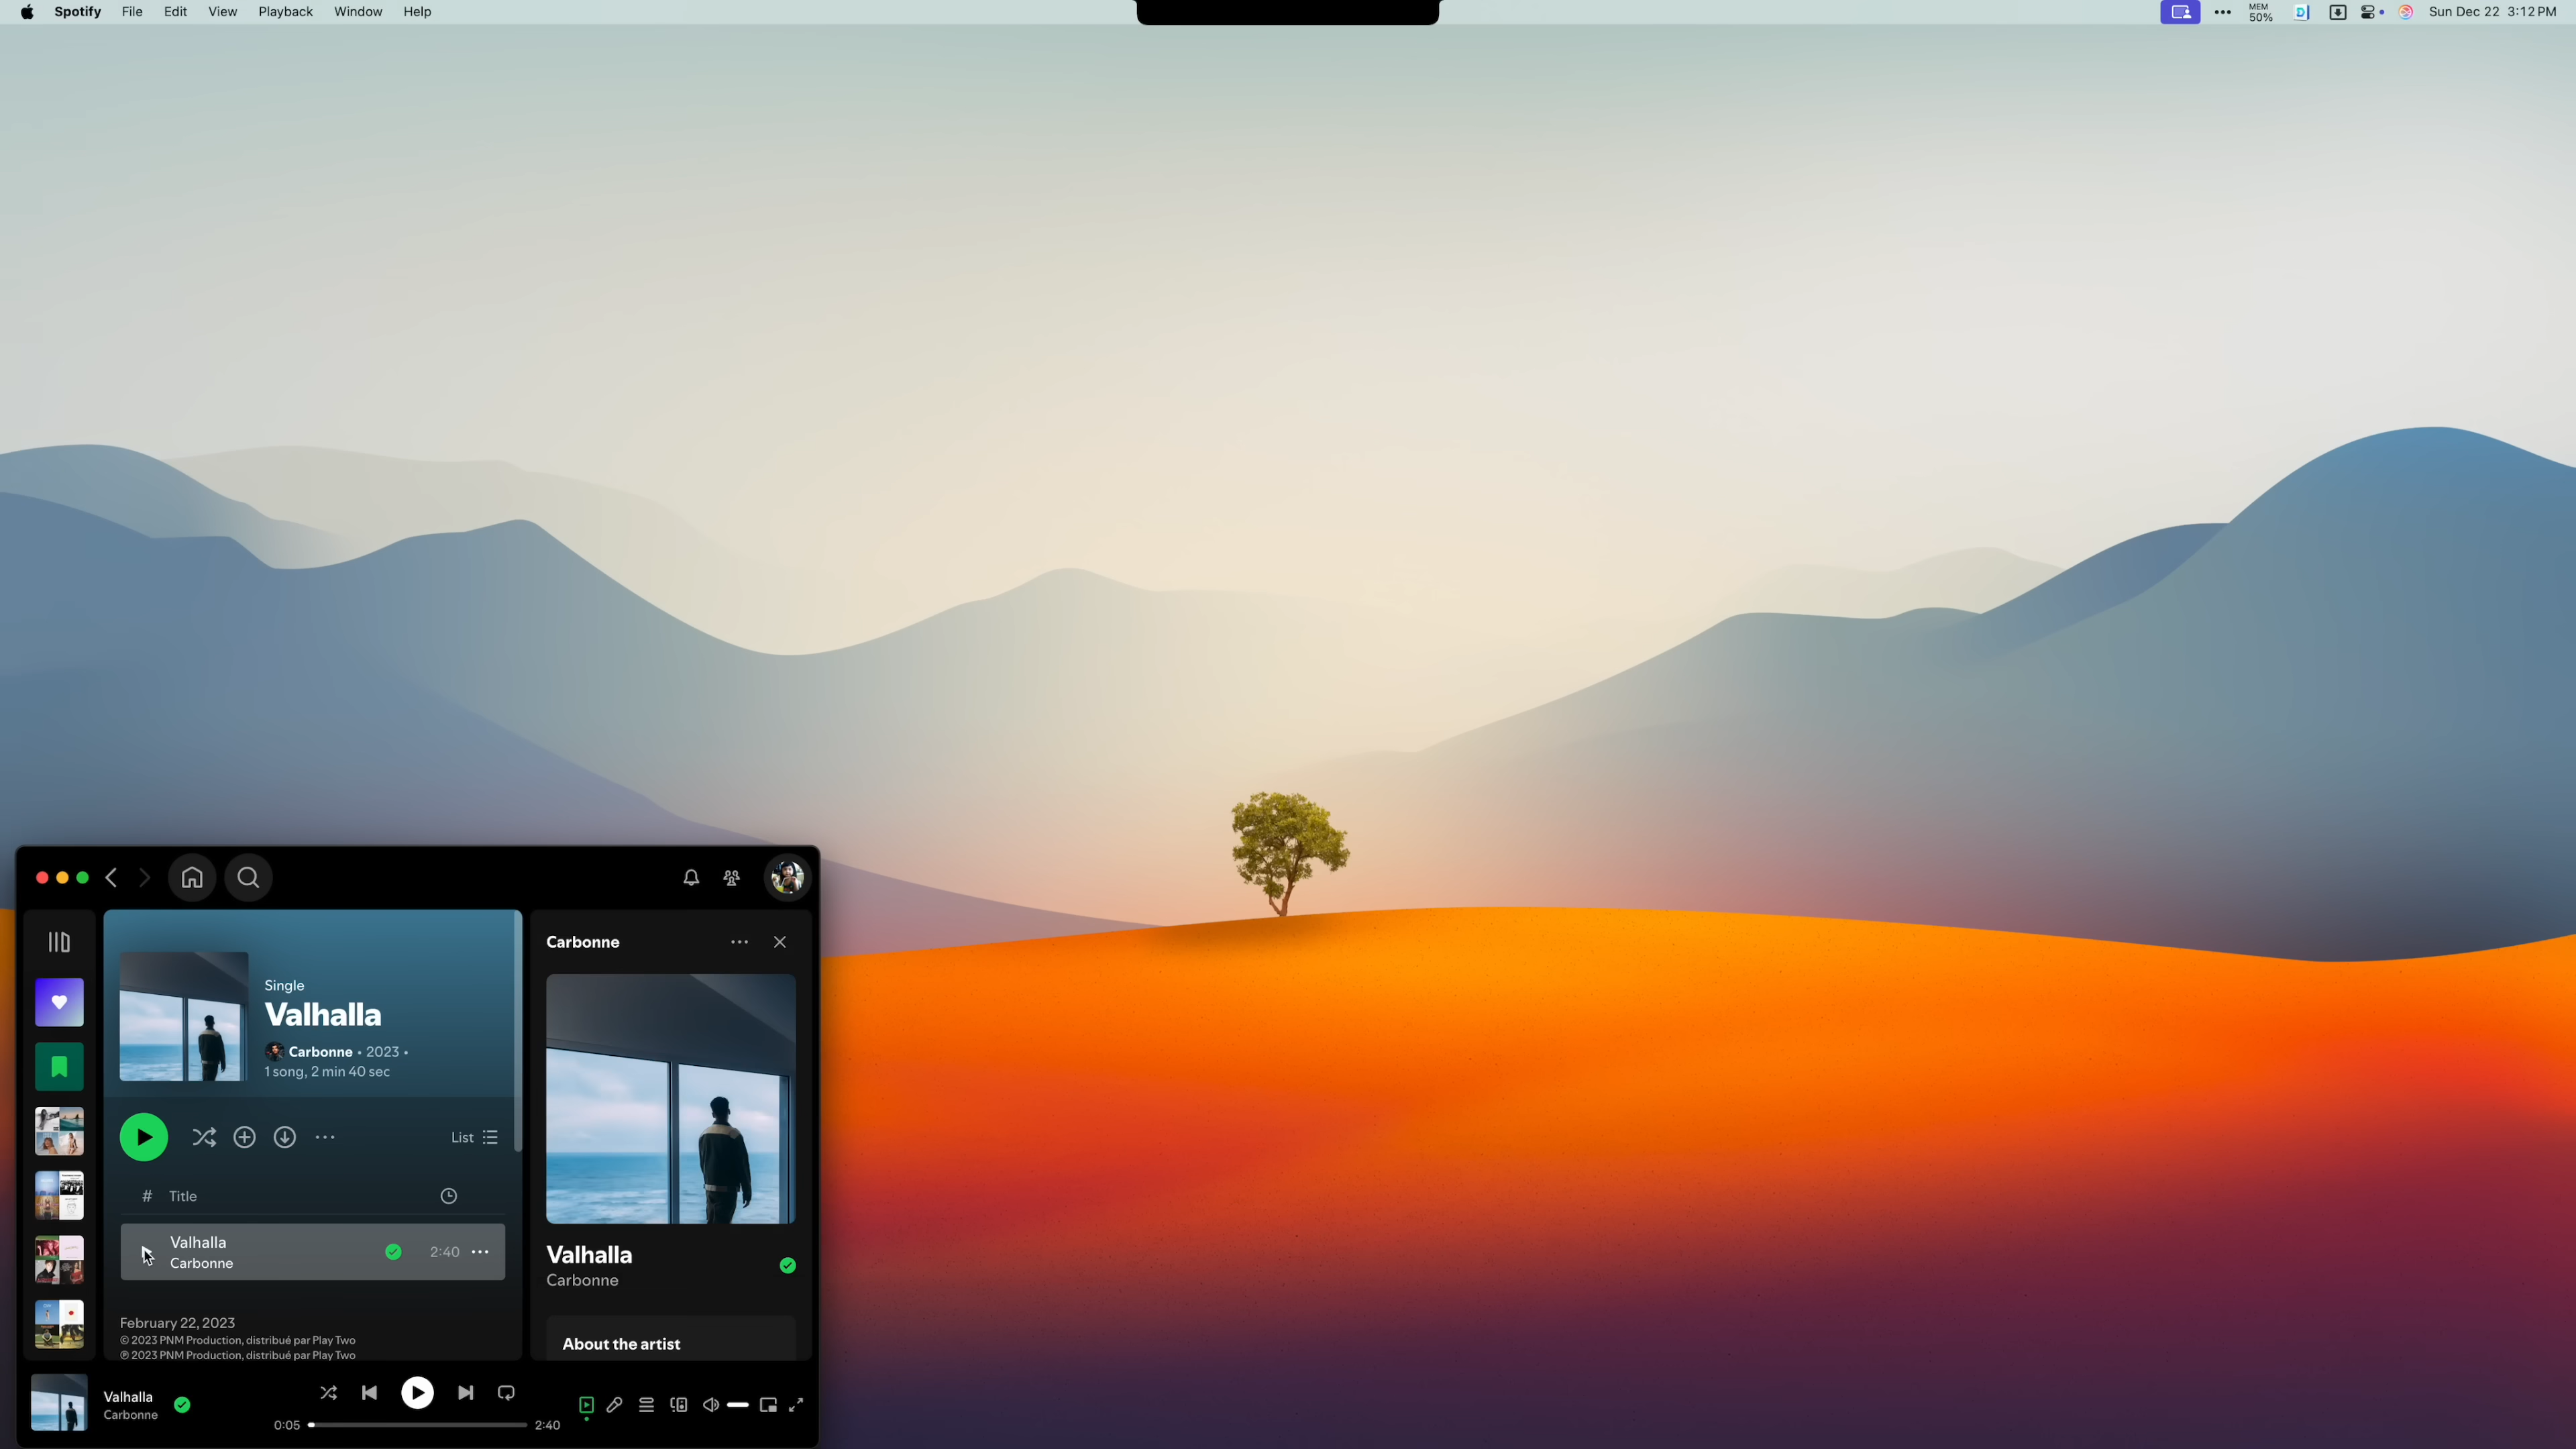 Spotify File Edit View Playback Window Help
MEM
50%
Sun Dec 22 3:12 PM
Single
Valhalla
Carbonne • 2023 •
1 song, 2 min 40 sec
List
# Title
Valhalla
Carbonne
2:40
February 22, 2023
© 2023 PNM Production, distribué par Play Two
℗ 2023 PNM Production, distribué par Play Two
Carbonne
Valhalla
Carbonne
About the artist
Valhalla
Carbonne
0:05
2:40